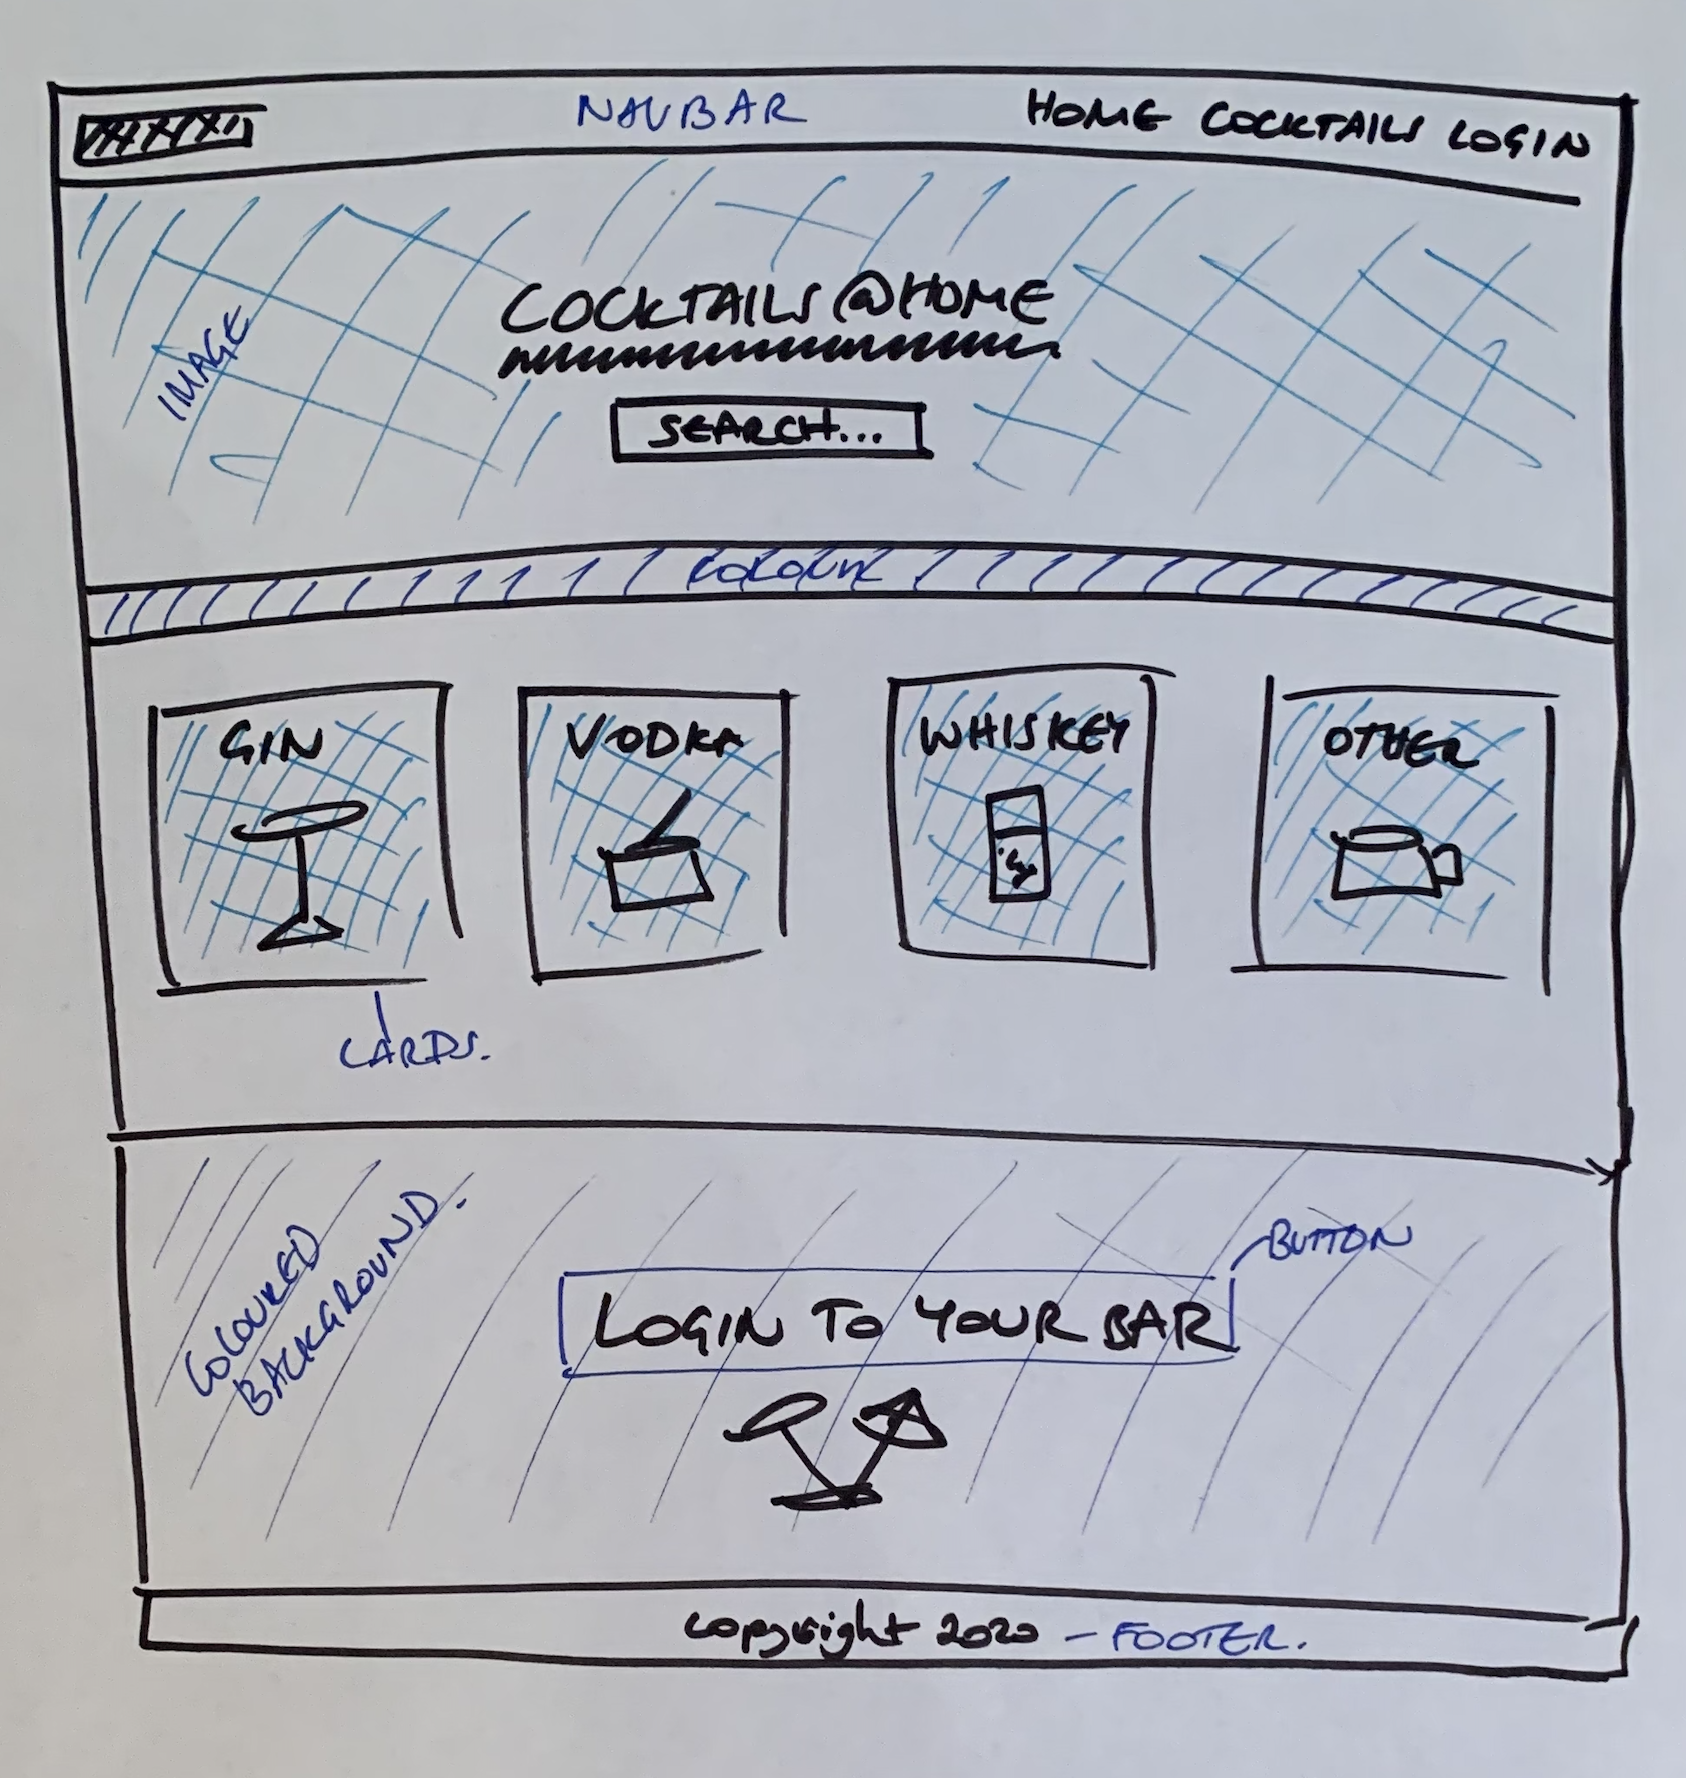 NAVBAR
HOME COCKTAILS LOGIN
COCKTAILS@HOME
IMAGE
SEARCH...
COLOUR
GIN
VODKA
WHISKEY
OTHER
CARDS.
COLOURED
BACKGROUND.
BUTTON
LOGIN TO YOUR BAR
copyright 2020 - FOOTER.